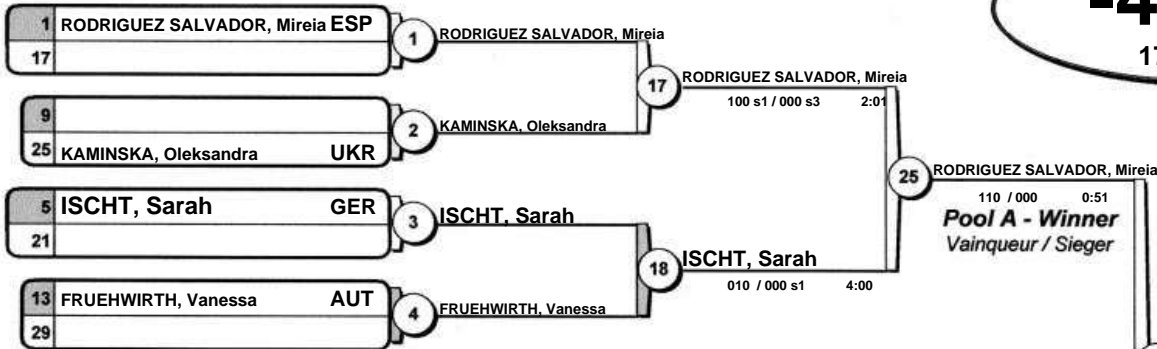 1 RODRIGUEZ SALVADOR, Mireia ESP
17
1
RODRIGUEZ SALVADOR, Mireia
9
25 KAMINSKA, Oleksandra UKR
2
KAMINSKA, Oleksandra
17
RODRIGUEZ SALVADOR, Mireia
100 s1 / 000 s3 2:01
5 ISCHT, Sarah GER
21
3
ISCHT, Sarah
13 FRUEHWIRTH, Vanessa AUT
29
4
FRUEHWIRTH, Vanessa
18
ISCHT, Sarah
010 / 000 s1 4:00
25
RODRIGUEZ SALVADOR, Mireia
110 / 000 0:51
Pool A - Winner
Vainqueur / Sieger
-4
17